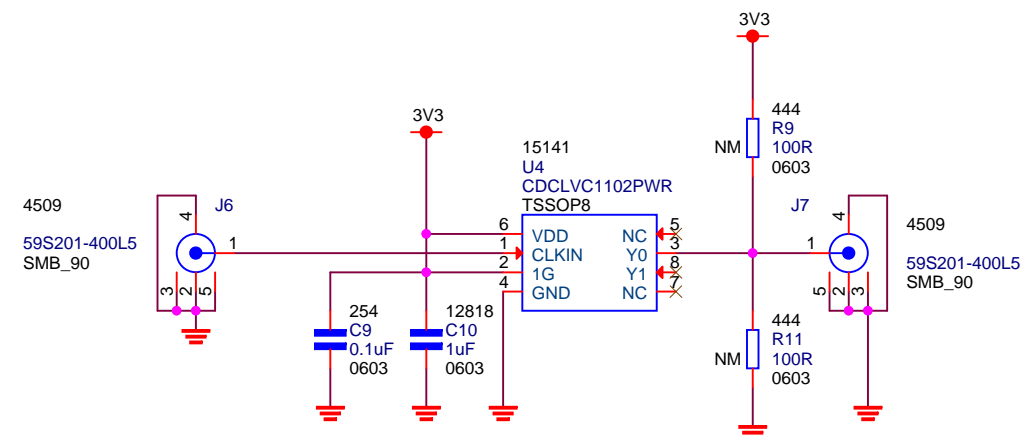 3V3
444
R9
NM
100R
0603
3V3
15141
U4
CDCLVC1102PWR
TSSOP8
4509
J6
59S201-400L5
SMB_90
4
1
3
2
5
6
VDD
NC
5
1
CLKIN
Y0
3
2
1G
Y1
8
4
GND
NC
7
J7
4
1
4509
59S201-400L5
SMB_90
5
2
3
254
C9
0.1uF
0603
12818
C10
1uF
0603
444
R11
NM
100R
0603